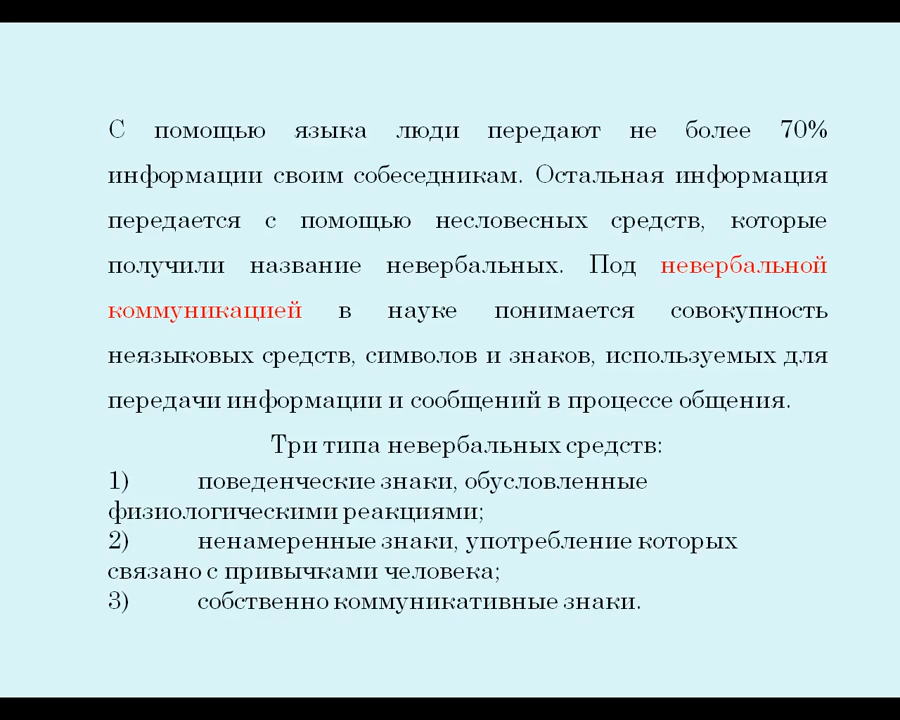 С помощью языка люди передают не более 70%
информации своим собеседникам. Остальная информация
передается с помощью несловесных средств, которые
получили название невербальных. Под невербальной
коммуникацией в науке понимается совокупность
неязыковых средств, символов и знаков, используемых для
передачи информации и сообщений в процессе общения.
Три типа невербальных средств:
1) поведенческие знаки, обусловленные
физиологическими реакциями;
2) ненамеренные знаки, употребление которых
связано с привычками человека;
3) собственно коммуникативные знаки.